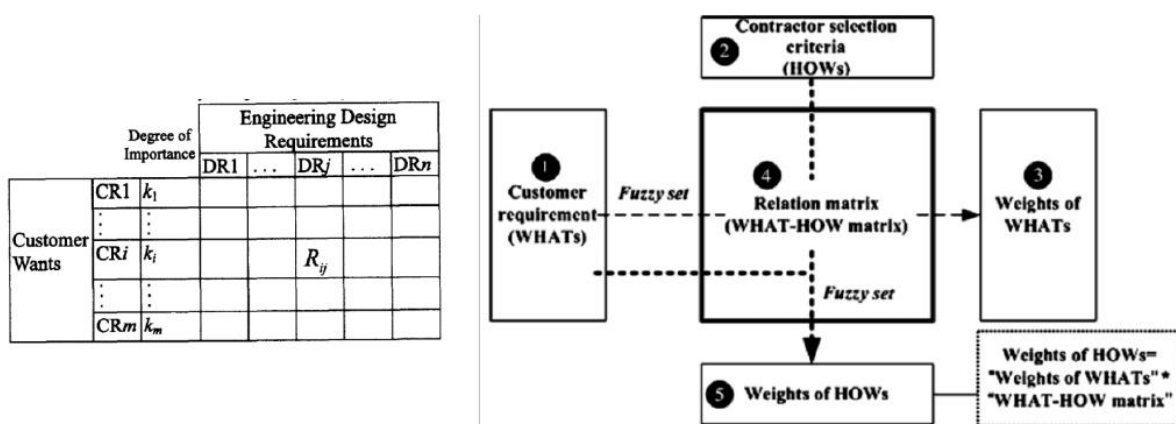 Degree of
Importance
Engineering Design
Requirements
DR1 ... DRj ... DRn
Customer
Wants
CR1 k1
⋮ ⋮
CRi ki Rij
⋮ ⋮
CRm km
2
Contractor selection
criteria
(HOWs)
1
Customer
requirement
(WHATs)
Fuzzy set
4
Relation matrix
(WHAT-HOW matrix)
3
Weights of
WHATs
Fuzzy set
5 Weights of HOWs
Weights of HOWs=
"Weights of WHATs" *
"WHAT-HOW matrix"